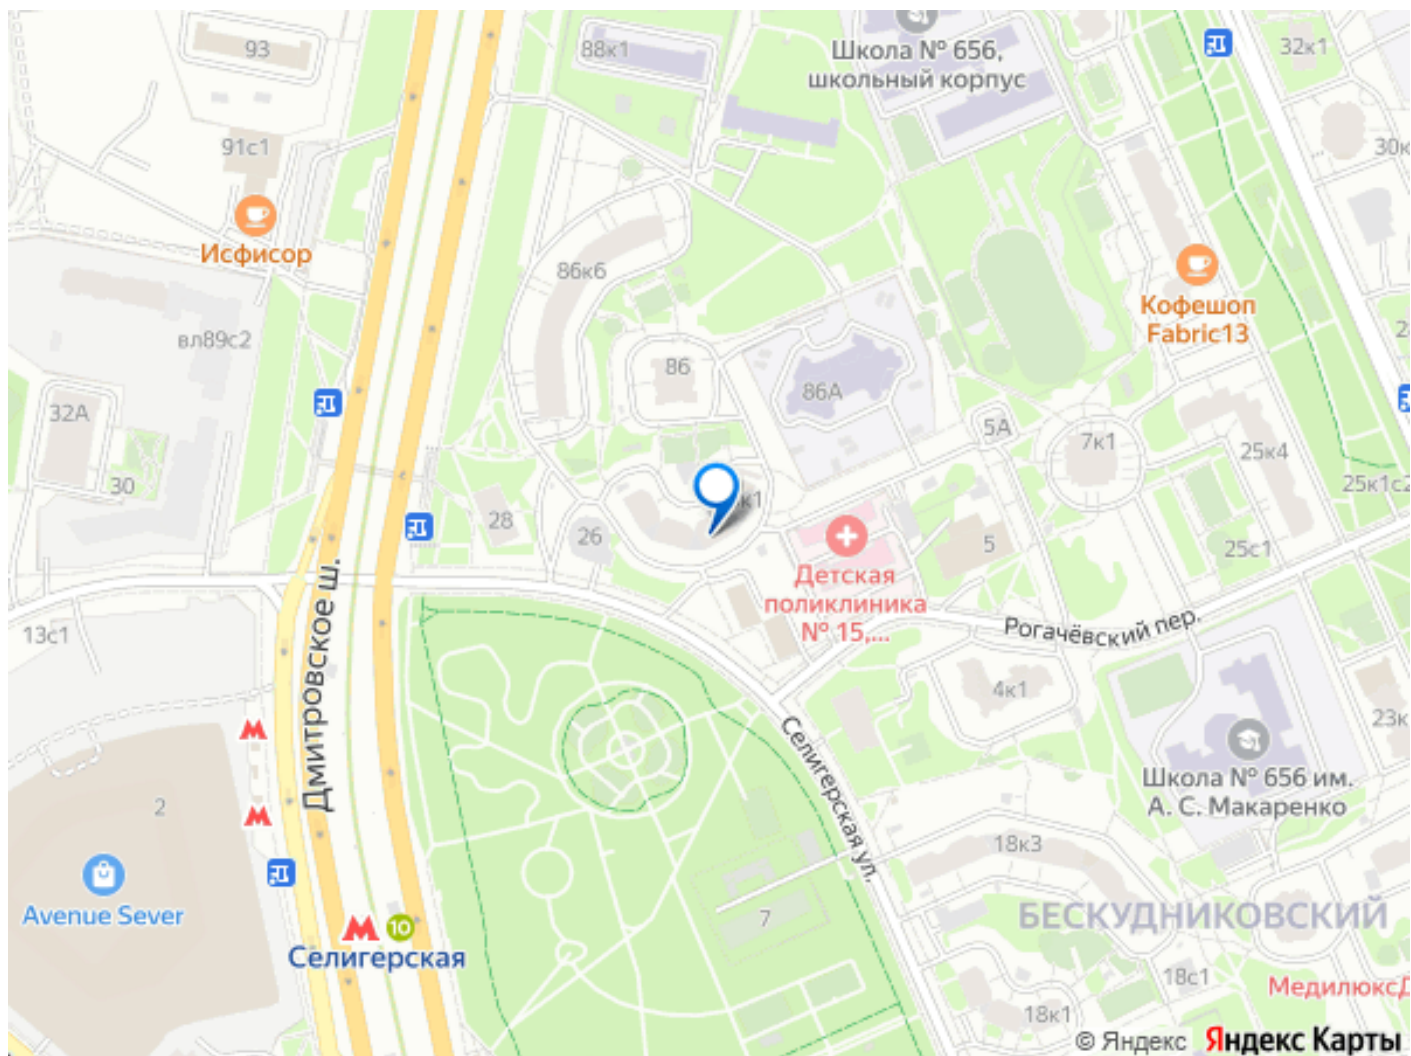 93
88к1
Школа № 656,
школьный корпус
32к1
91с1
30к
Исфисор
86к6
Кофешоп
Fabric13
вл89с2
86
86А
32А
5А
7к1
25к4
30
28
26
к1
25к1с2
5
25с1
Детская
поликлиника
№ 15,...
Рогачёвский пер.
13с1
Дмитровское ш.
4к1
23к
Селигерская ул.
Школа № 656 им.
А. С. Макаренко
2
18к3
Avenue Sever
7
БЕСКУДНИКОВСКИЙ
10
Селигерская
18с1
МедилюксД
18к1
© Яндекс Яндекс Карты